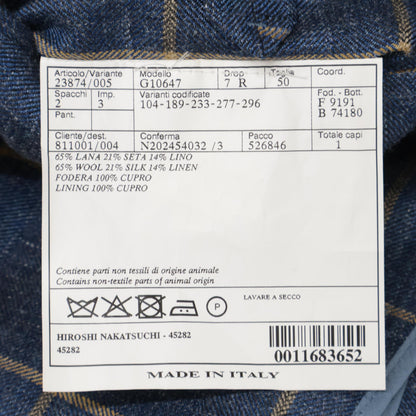 Articolo/Variante Modello Drop Taglia Coord.
23874/005 G10647 7 R 50
Spacchi Imp. Varianti codificate Fod. - Bott.
2 3 104-189-233-277-296 F 9191
Pant. B 74180
Cliente/dest. Conferma Pacco Totale capi
811001/004 N202454032 /3 526846 1
65% LANA 21% SETA 14% LINO
65% WOOL 21% SILK 14% LINEN
FODERA 100% CUPRO
LINING 100% CUPRO
Contiene parti non tessili di origine animale
Contains non-textile parts of animal origin
P LAVARE A SECCO
HIROSHI NAKATSUCHI - 45282
45282
0011683652
MADE IN ITALY